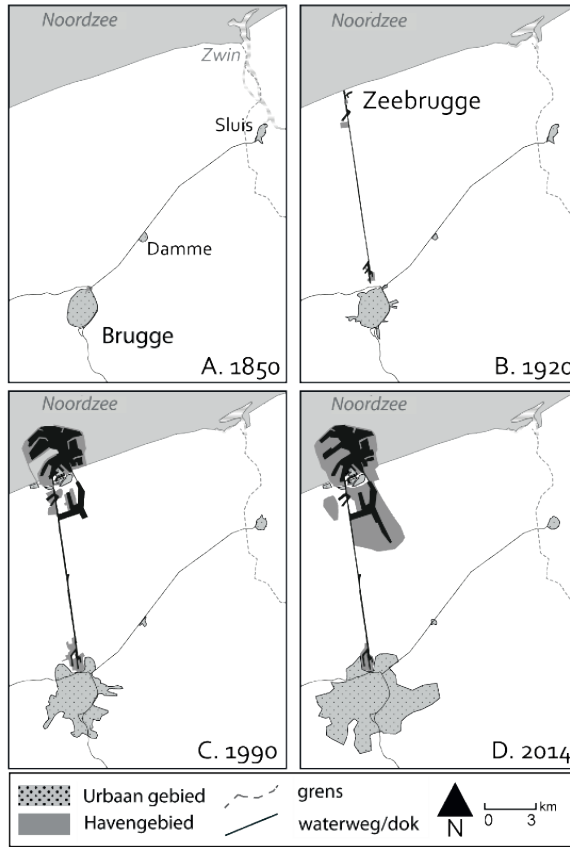 Noordzee
Zwin
Sluis
Damme
Brugge
A. 1850
Noordzee
Zeebrugge
B. 1920
Noordzee
C. 1990
Noordzee
D. 2014
Urbaan gebied
Havengebied
grens
waterweg/dok
N
km
0 3